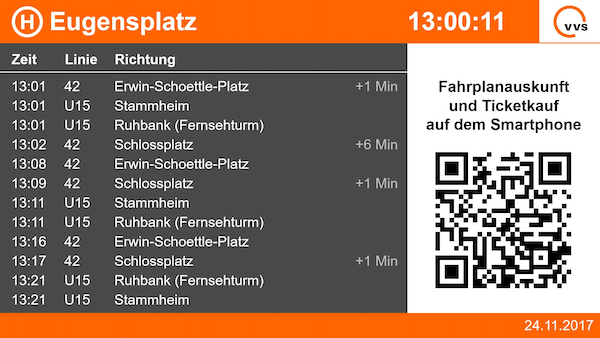 H Eugensplatz 13:00:11
vvs
Zeit Linie Richtung
13:01 42 Erwin-Schoettle-Platz +1 Min
13:01 U15 Stammheim
13:01 U15 Ruhbank (Fernsehturm)
13:02 42 Schlossplatz +6 Min
13:08 42 Erwin-Schoettle-Platz
13:09 42 Schlossplatz +1 Min
13:11 U15 Stammheim
13:11 U15 Ruhbank (Fernsehturm)
13:16 42 Erwin-Schoettle-Platz
13:17 42 Schlossplatz +1 Min
13:21 U15 Ruhbank (Fernsehturm)
13:21 U15 Stammheim
Fahrplanauskunft
und Ticketkauf
auf dem Smartphone
24.11.2017